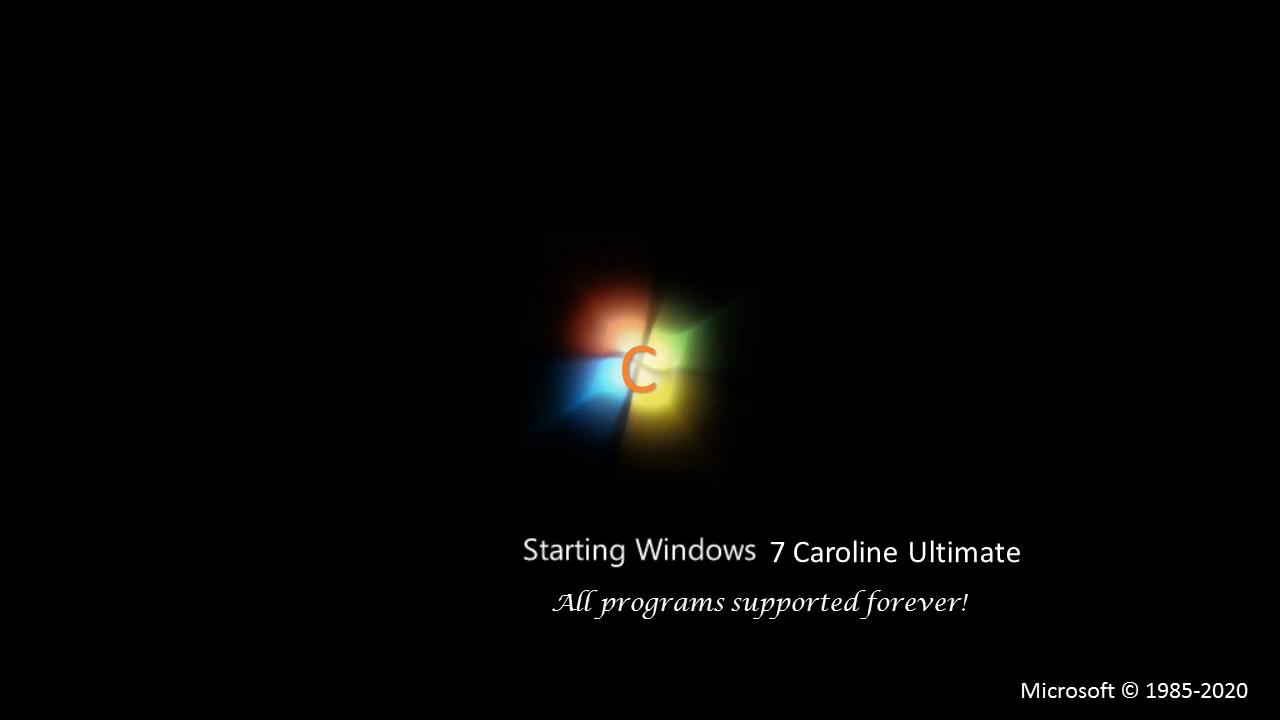 C
Starting Windows 7 Caroline Ultimate
All programs supported forever!
Microsoft © 1985-2020